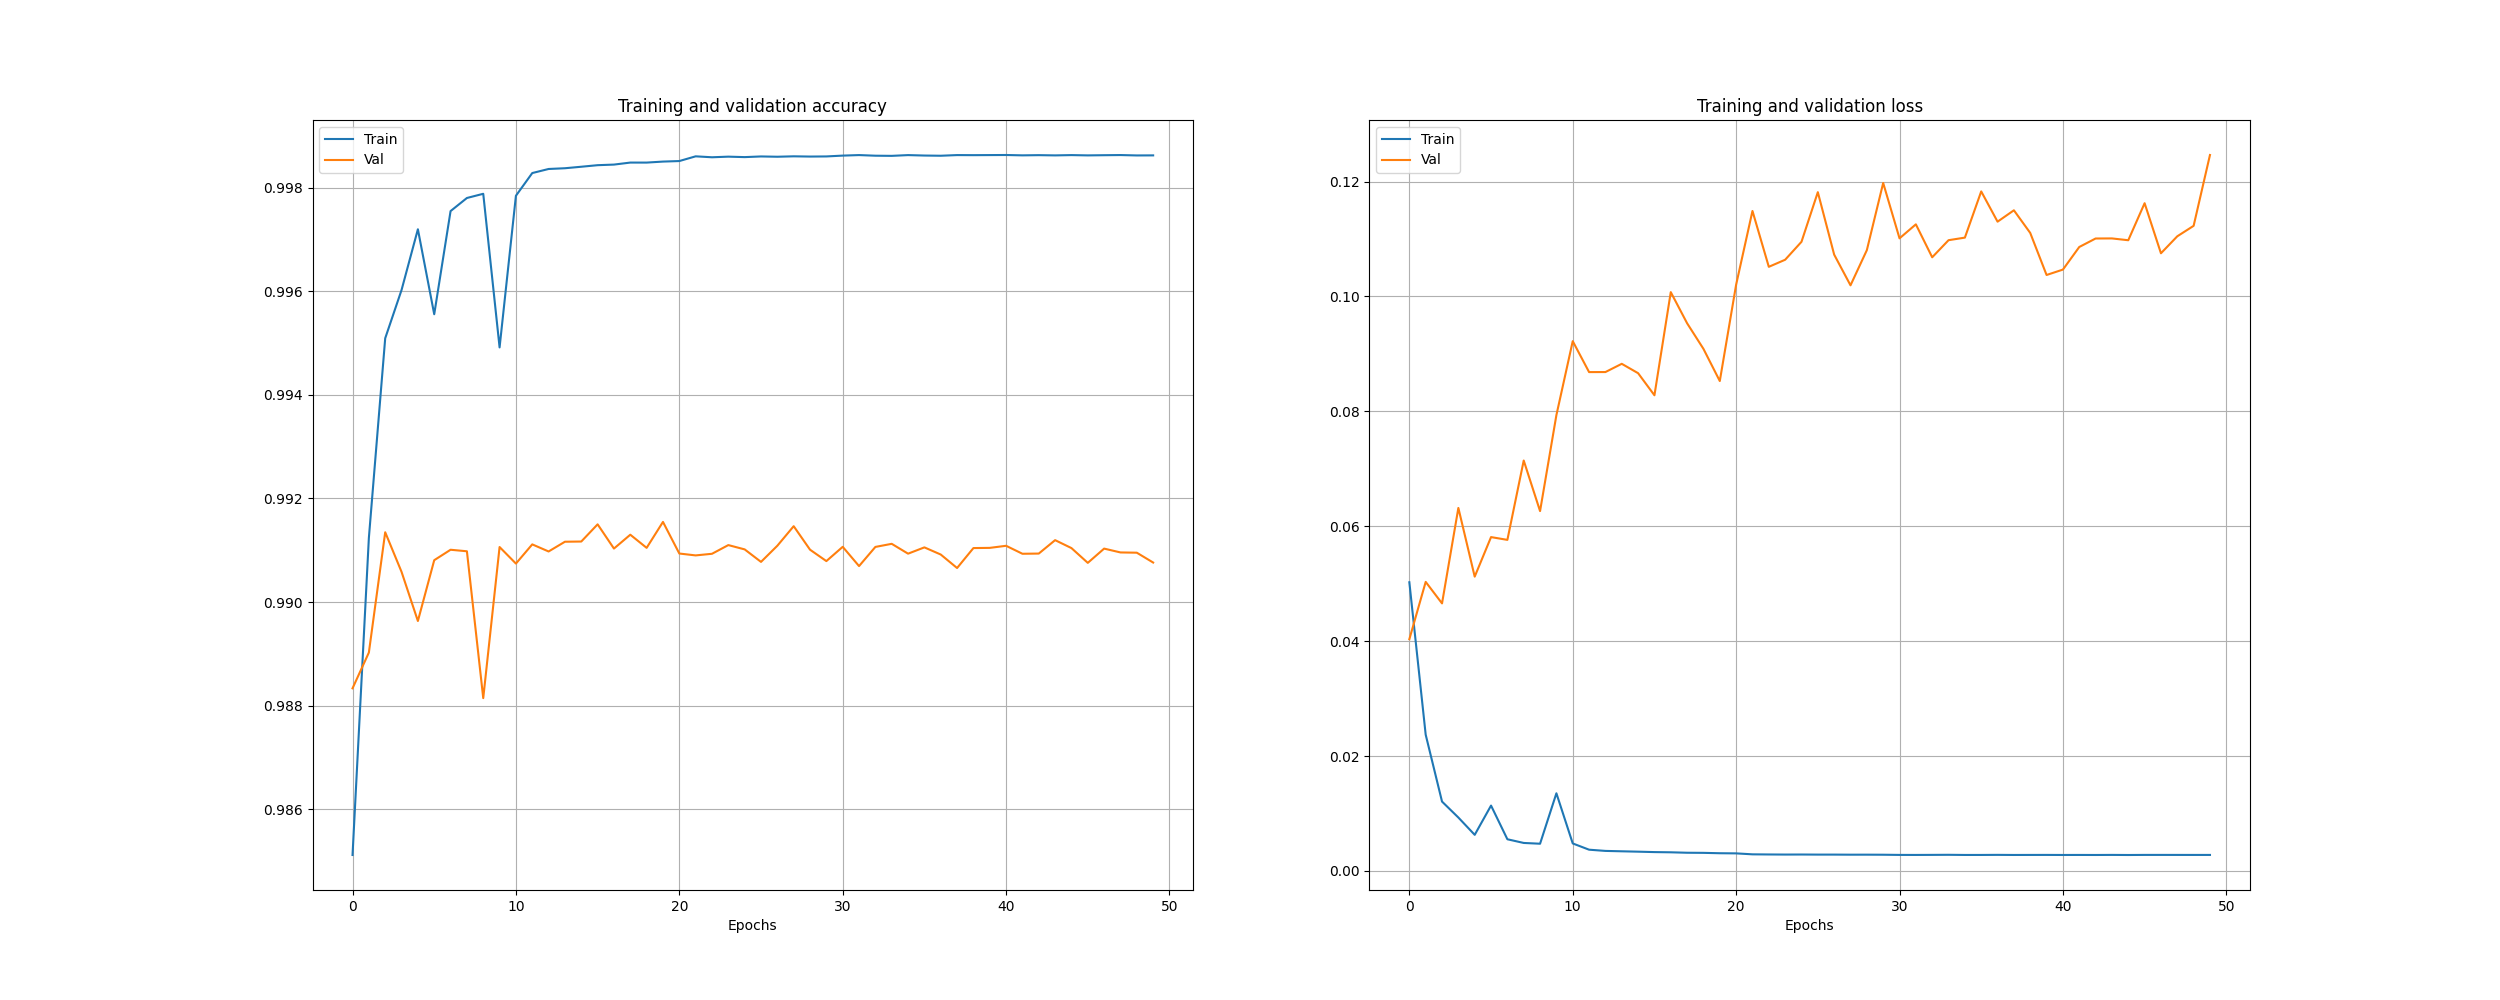 Training and validation accuracy
Train
Val
0.998
0.996
0.994
0.992
0.990
0.988
0.986
0 10 20 30 40 50
Epochs
Training and validation loss
Train
Val
0.12
0.10
0.08
0.06
0.04
0.02
0.00
0 10 20 30 40 50
Epochs